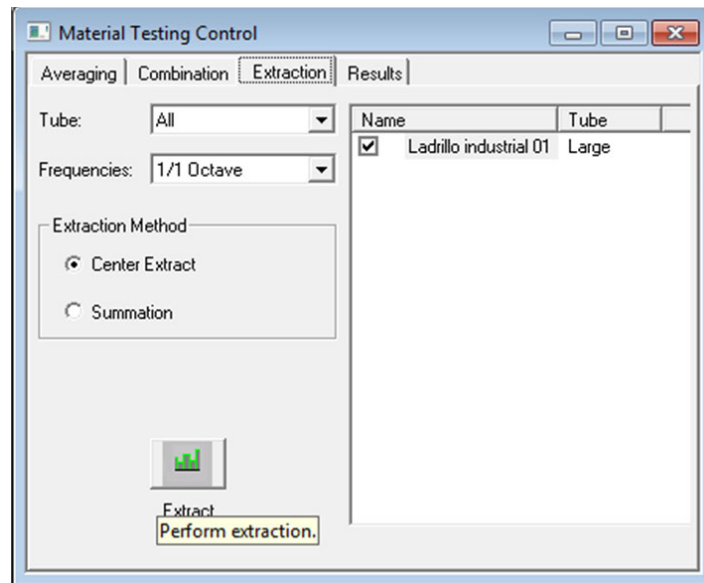 Material Testing Control
Averaging Combination Extraction Results
Tube: All
Name Tube
Ladrillo industrial 01 Large
Frequencies: 1/1 Octave
Extraction Method
Center Extract
Summation
Extract
Perform extraction.